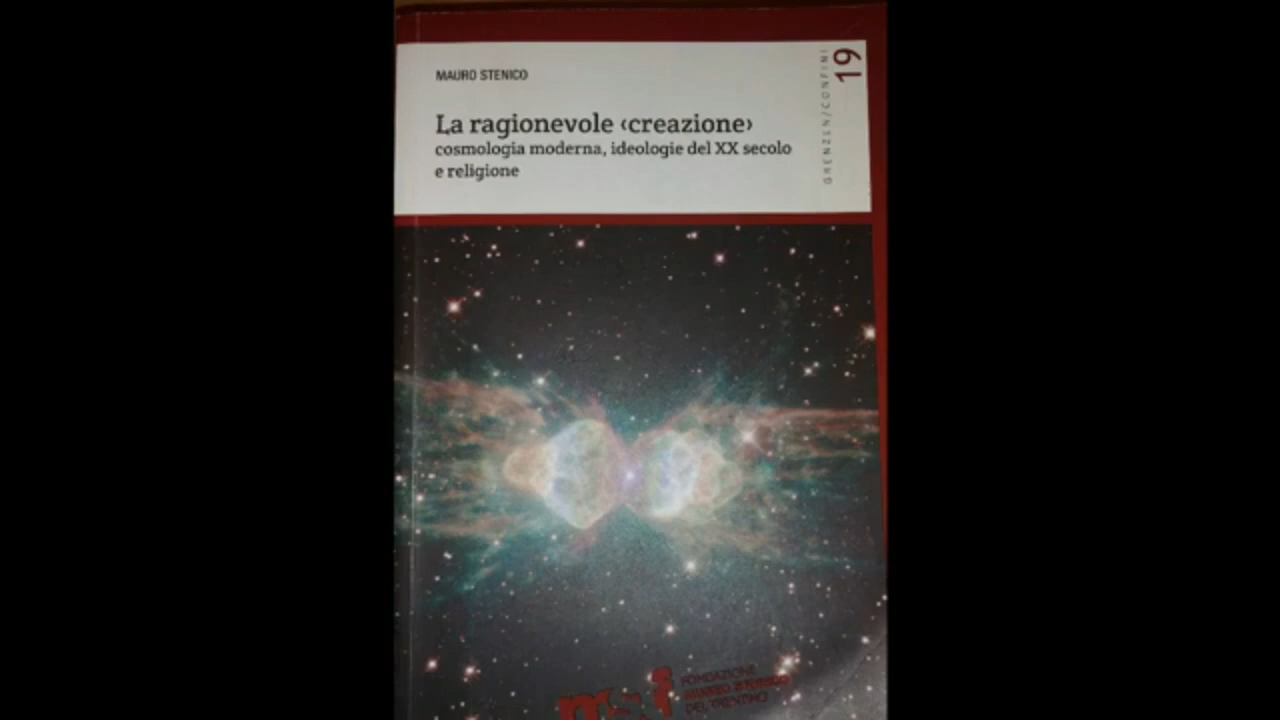 MAURO STENICO
La ragionevole ‹creazione›
cosmologia moderna, ideologie del XX secolo
e religione
GRENZEN/CONFINI
19
FONDAZIONE
MUSEO STORICO
DEL TRENTINO